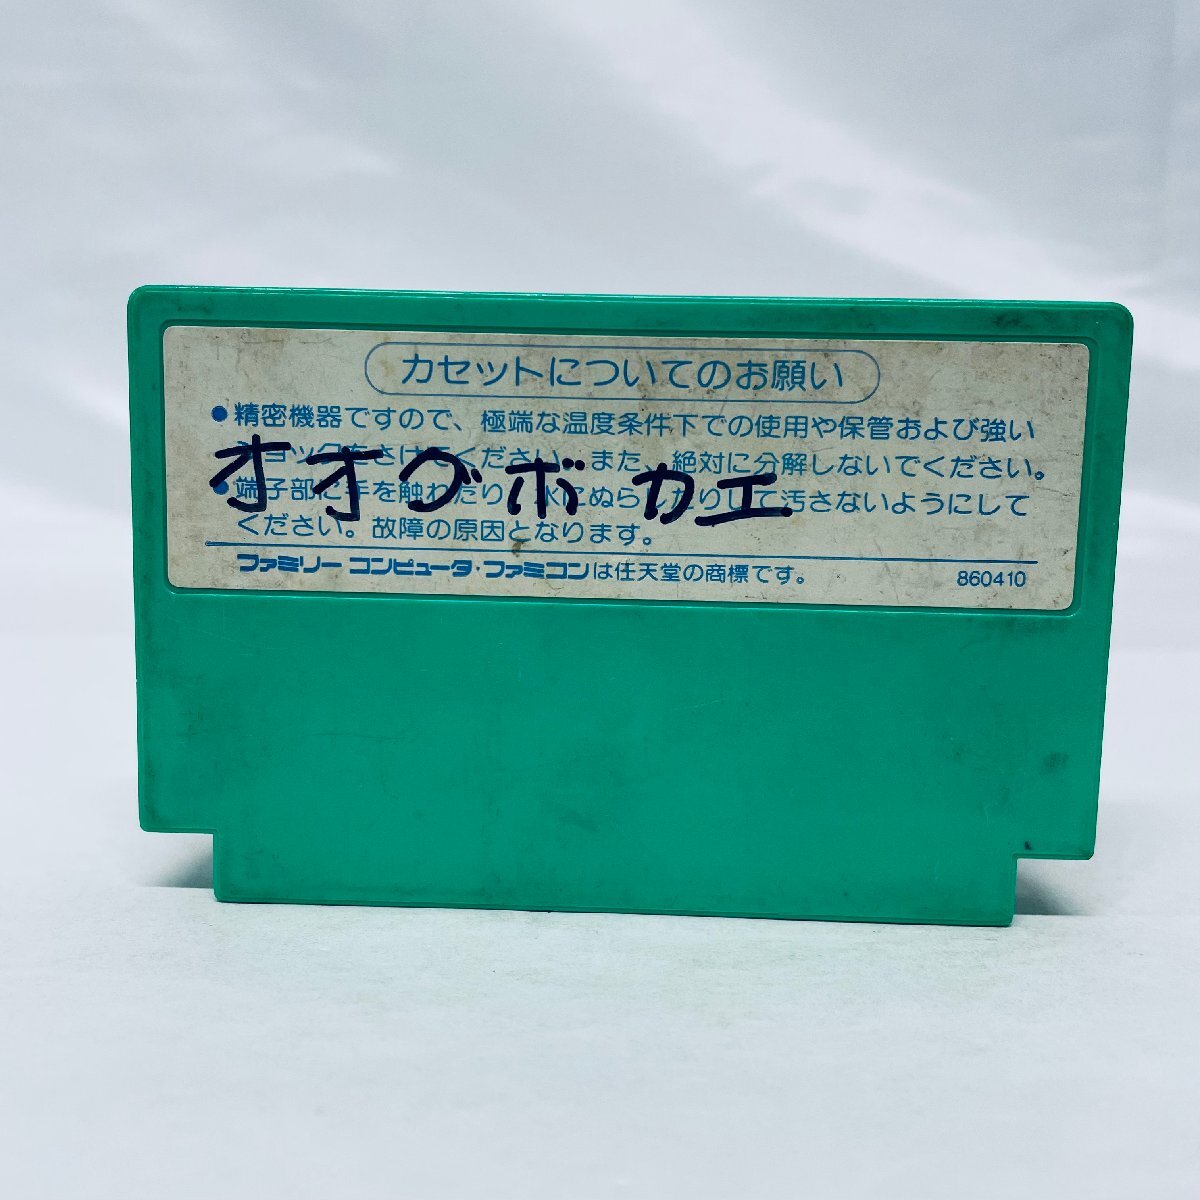 カセットについてのお願い
●精密機器ですので、極端な温度条件下での使用や保管および強い
ショックをさけてください。また、絶対に分解しないでください。
オオグボ カエ
●端子部に手を触れたり、水にぬらしたりして汚さないようにして
ください。故障の原因となります。
ファミリーコンピュータ・ファミコンは任天堂の商標です。
860410